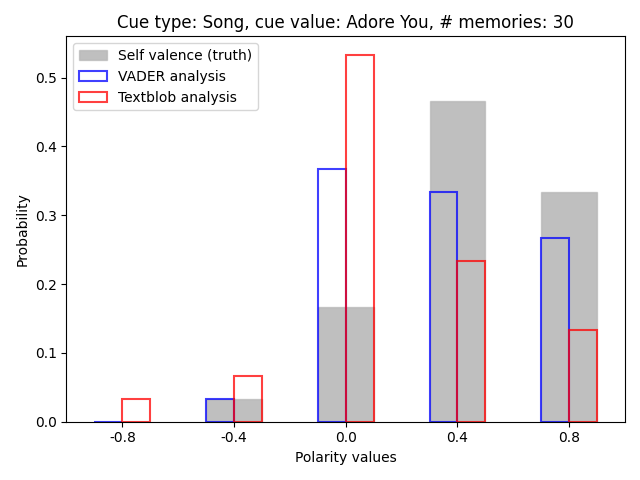 Cue type: Song, cue value: Adore You, # memories: 30
Self valence (truth)
VADER analysis
Textblob analysis
Probability
0.5
0.4
0.3
0.2
0.1
0.0
-0.8 -0.4 0.0 0.4 0.8
Polarity values